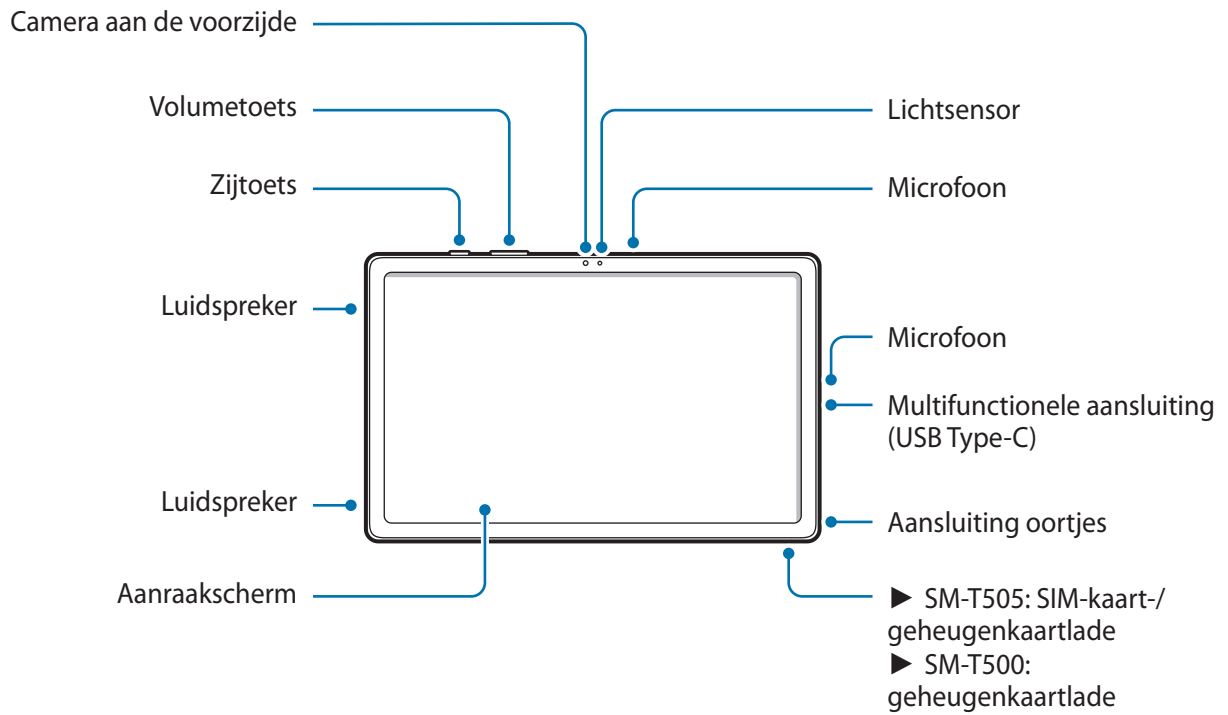 Camera aan de voorzijde
Volumetoets
Zijtoets
Luidspreker
Luidspreker
Aanraakscherm
Lichtsensor
Microfoon
Microfoon
Multifunctionele aansluiting
(USB Type-C)
Aansluiting oortjes
► SM-T505: SIM-kaart-/
geheugenkaartlade
► SM-T500:
geheugenkaartlade